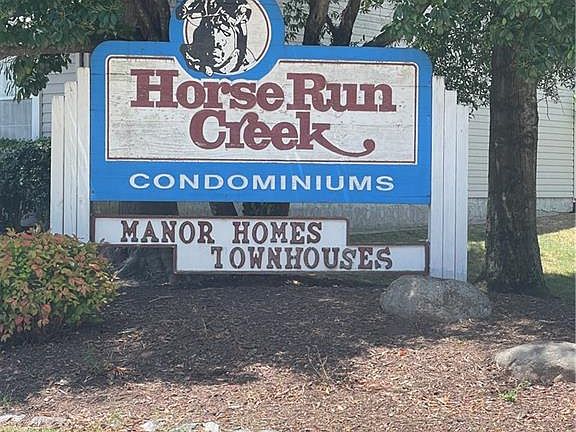 Horse Run
Creek
CONDOMINIUMS
MANOR HOMES
TOWNHOUSES